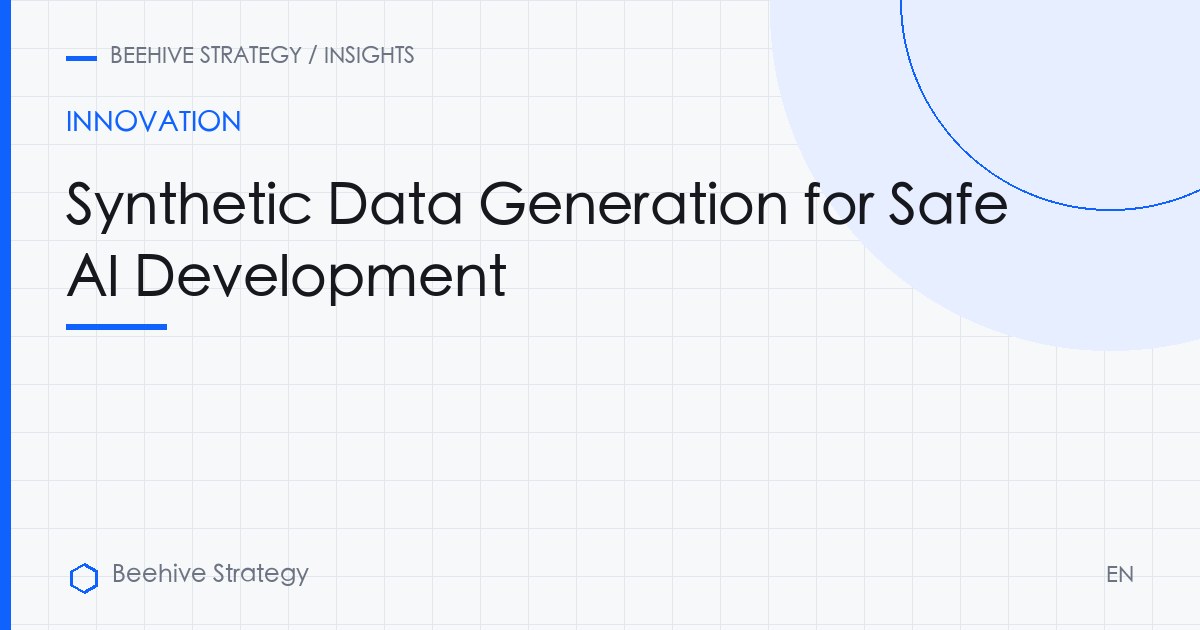 BEEHIVE STRATEGY / INSIGHTS
INNOVATION
Synthetic Data Generation for Safe
AI Development
Beehive Strategy
EN